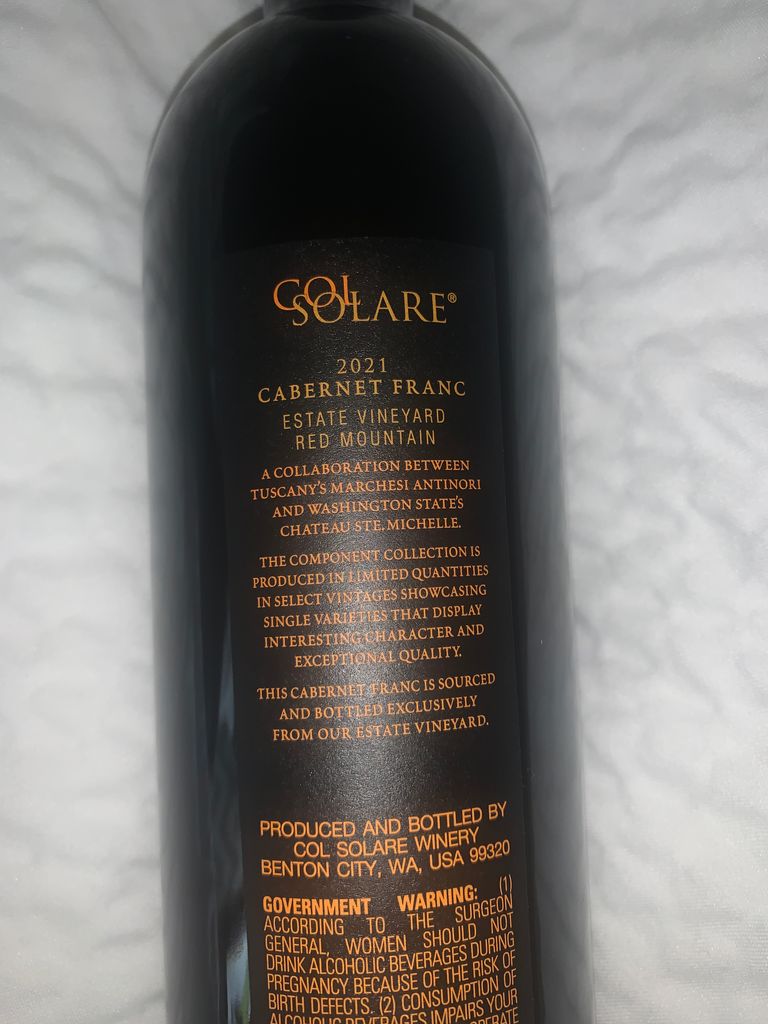 COL
SOLARE®
2021
CABERNET FRANC
ESTATE VINEYARD
RED MOUNTAIN
A COLLABORATION BETWEEN
TUSCANY'S MARCHESI ANTINORI
AND WASHINGTON STATE'S
CHATEAU STE. MICHELLE.
THE COMPONENT COLLECTION IS
PRODUCED IN LIMITED QUANTITIES
IN SELECT VINTAGES SHOWCASING
SINGLE VARIETIES THAT DISPLAY
INTERESTING CHARACTER AND
EXCEPTIONAL QUALITY.
THIS CABERNET FRANC IS SOURCED
AND BOTTLED EXCLUSIVELY
FROM OUR ESTATE VINEYARD.
PRODUCED AND BOTTLED BY
COL SOLARE WINERY
BENTON CITY, WA, USA 99320
GOVERNMENT WARNING: (1)
ACCORDING TO THE SURGEON
GENERAL, WOMEN SHOULD NOT
DRINK ALCOHOLIC BEVERAGES DURING
PREGNANCY BECAUSE OF THE RISK OF
BIRTH DEFECTS. (2) CONSUMPTION OF
ALCOHOLIC BEVERAGES IMPAIRS YOUR